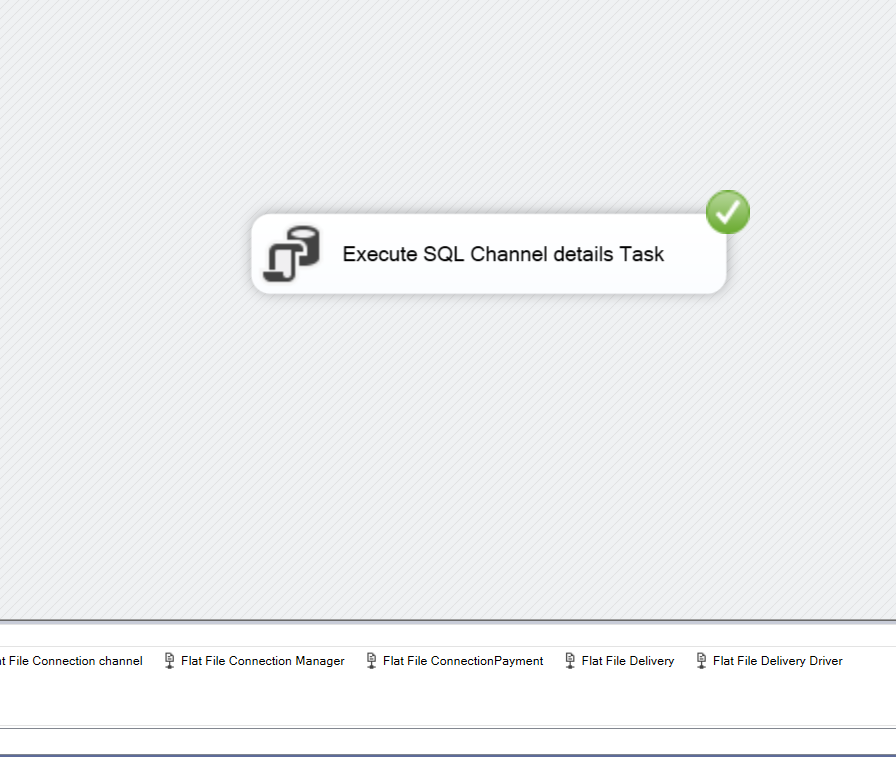 Execute SQL Channel details Task
t File Connection channel
Flat File Connection Manager
Flat File ConnectionPayment
Flat File Delivery
Flat File Delivery Driver